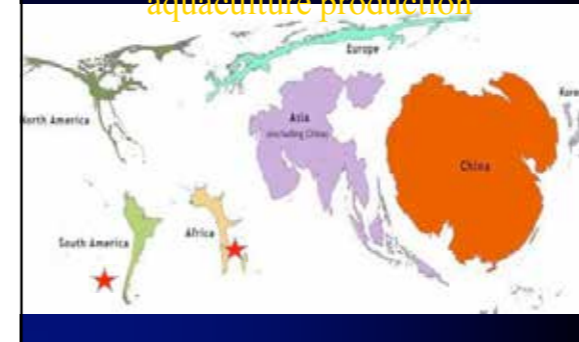 aquaculture production
Europe
North America
Asia
(excluding China)
China
South America
Africa